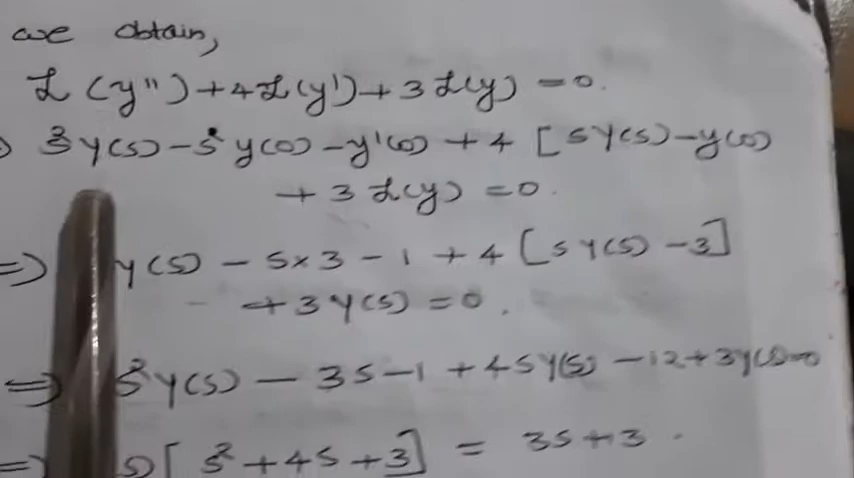 we obtain,
ℒ(y'')+4ℒ(y')+3ℒ(y)=0.
s²Y(s)-s y(0)-y'(0)+4[sY(s)-y(0)
+3ℒ(y)=0.
⇒ Y(s)-s×3-1+4[sY(s)-3]
+3Y(s)=0.
⇒ s²Y(s)-3s-1+4sY(s)-12+3Y(s)=0
⇒ [s²+4s+3] = 3s+3.